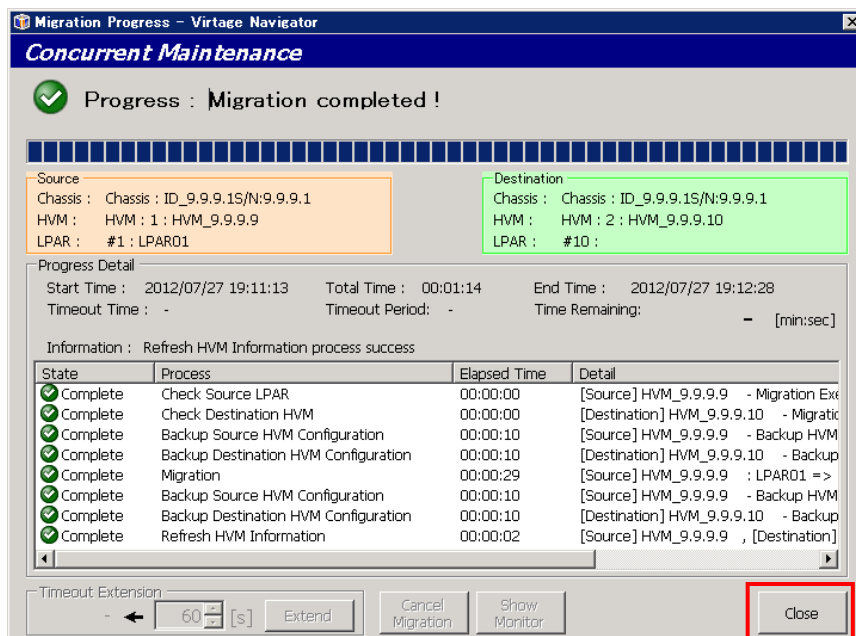 Migration Progress - Virtage Navigator
Concurrent Maintenance
Progress : Migration completed !
Source
Chassis : Chassis : ID_9.9.9.1S/N:9.9.9.1
HVM : HVM : 1 : HVM_9.9.9.9
LPAR : #1 : LPAR01
Destination
Chassis : Chassis : ID_9.9.9.1S/N:9.9.9.1
HVM : HVM : 2 : HVM_9.9.9.10
LPAR : #10 :
Progress Detail
Start Time : 2012/07/27 19:11:13 Total Time : 00:01:14 End Time : 2012/07/27 19:12:28
Timeout Time : - Timeout Period: - Time Remaining: - [min:sec]
Information : Refresh HVM Information process success
State Process Elapsed Time Detail
Complete Check Source LPAR 00:00:00 [Source] HVM_9.9.9.9 - Migration Exe
Complete Check Destination HVM 00:00:00 [Destination] HVM_9.9.9.10 - Migratic
Complete Backup Source HVM Configuration 00:00:10 [Source] HVM_9.9.9.9 - Backup HVM
Complete Backup Destination HVM Configuration 00:00:10 [Destination] HVM_9.9.9.10 - Backup
Complete Migration 00:00:29 [Source] HVM_9.9.9.9 : LPAR01 =>
Complete Backup Source HVM Configuration 00:00:10 [Source] HVM_9.9.9.9 - Backup HVM
Complete Backup Destination HVM Configuration 00:00:10 [Destination] HVM_9.9.9.10 - Backup
Complete Refresh HVM Information 00:00:02 [Source] HVM_9.9.9.9 , [Destination]
Timeout Extension
- 60 [s] Extend
Cancel Migration
Show Monitor
Close